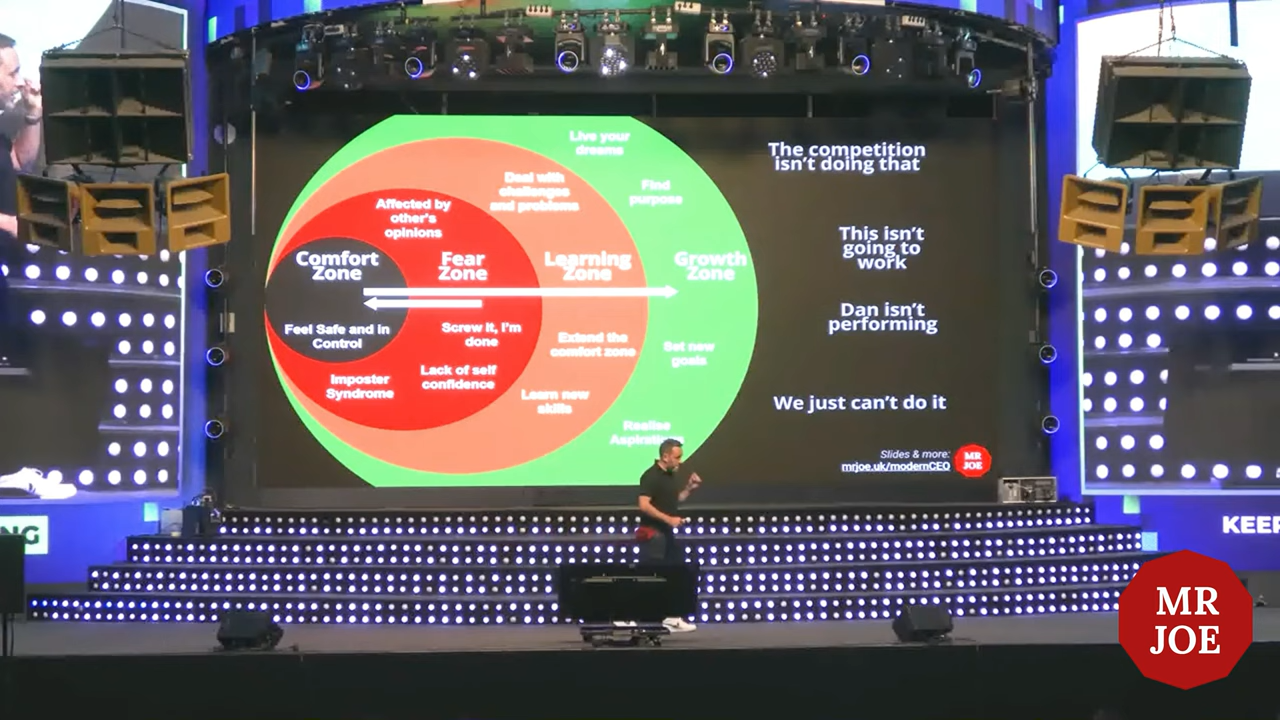 Live your
dreams
Find
purpose
Deal with
challenges
and problems
Affected by
other's
opinions
Comfort
Zone
Fear
Zone
Learning
Zone
Growth
Zone
Feel Safe and in
Control
Screw it, I'm
done
Extend the
comfort zone
Set new
goals
Imposter
Syndrome
Lack of self
confidence
Learn new
skills
Realise
The competition
isn't doing that
This isn't
going to
work
Dan isn't
performing
We just can't do it
Slides & more:
mrjoe.uk/modernCEO
MR
JOE
NG
KEEP
MR
JOE